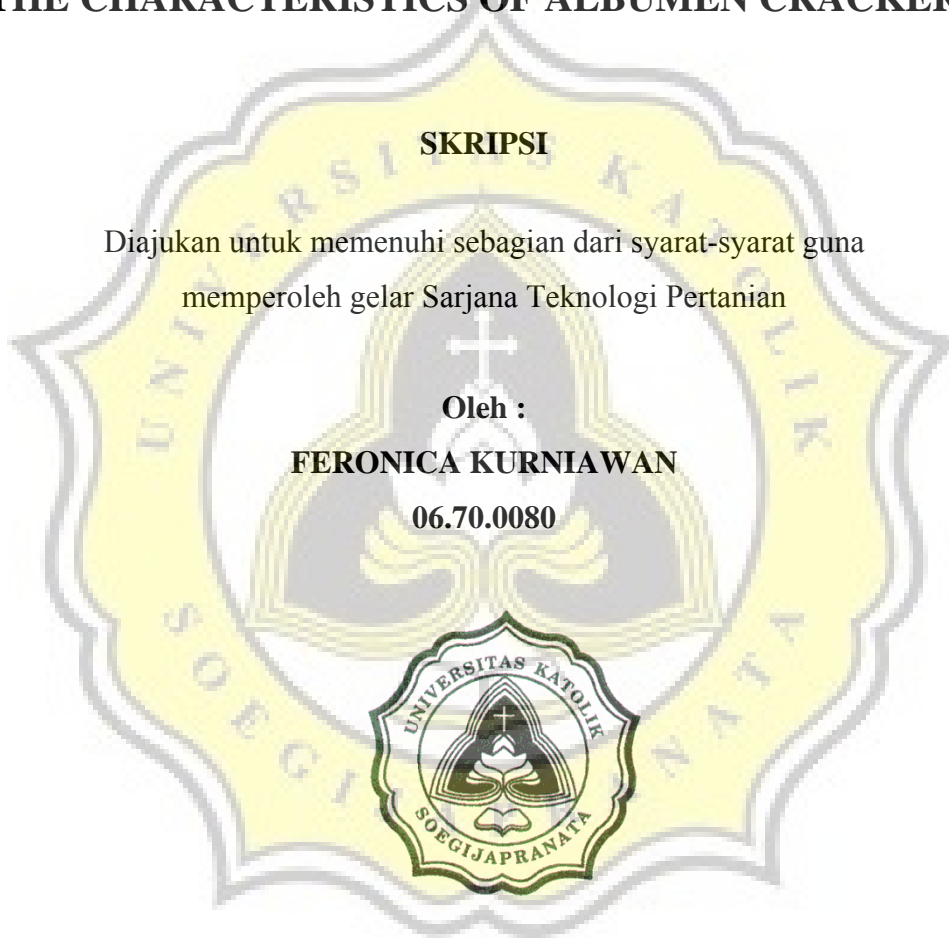 THE CHARACTERISTICS OF ALBUMEN CRACKER
SKRIPSI
Diajukan untuk memenuhi sebagian dari syarat-syarat guna
memperoleh gelar Sarjana Teknologi Pertanian
Oleh :
FERONICA KURNIAWAN
06.70.0080
UNIVERSITAS KATOLIK
SOEGIJAPRANATA